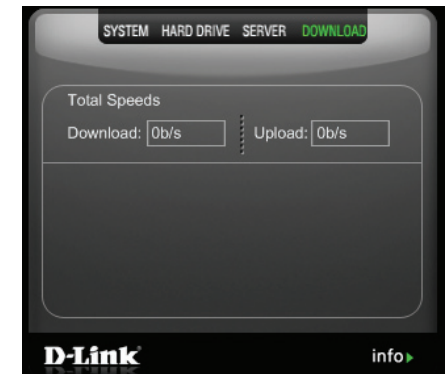 SYSTEM HARD DRIVE SERVER DOWNLOAD
Total Speeds
Download: 0b/s Upload: 0b/s
D-Link
info